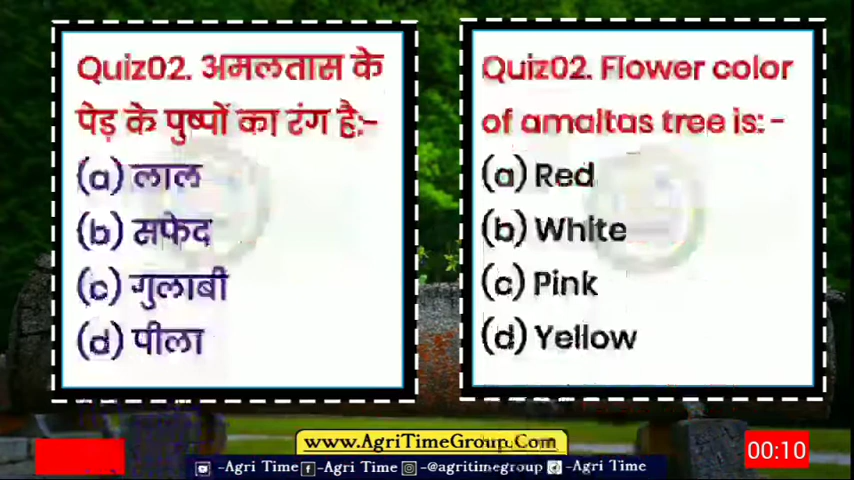 Quiz02. अमलतास के
पेड़ के पुष्पों का रंग है:-
(a) लाल
(b) सफेद
(c) गुलाबी
(d) पीला
Quiz02. Flower color
of amaltas tree is: -
(a) Red
(b) White
(c) Pink
(d) Yellow
www.AgriTimeGroup.Com
-Agri Time -Agri Time -@agritimegroup -Agri Time
00:10